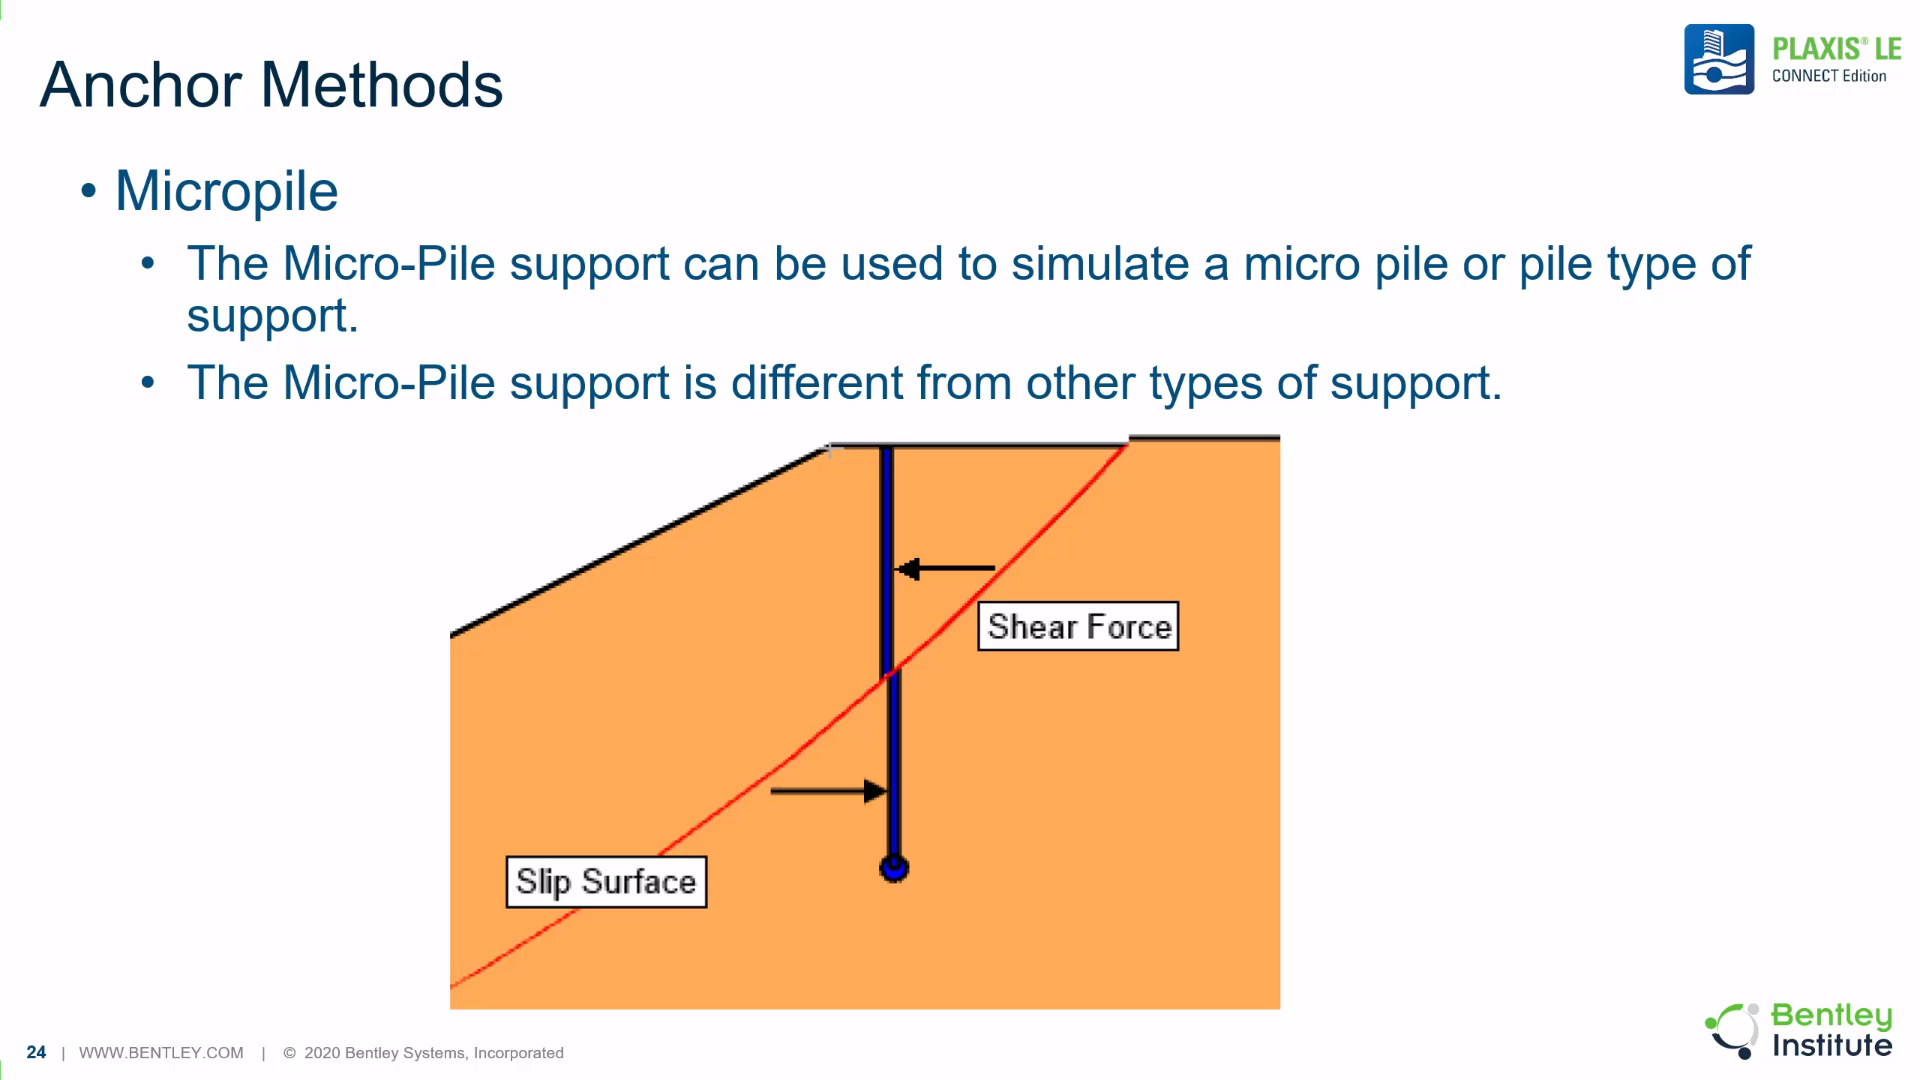 Anchor Methods
PLAXIS® LE
CONNECT Edition
• Micropile
• The Micro-Pile support can be used to simulate a micro pile or pile type of
support.
• The Micro-Pile support is different from other types of support.
Shear Force
Slip Surface
24 | WWW.BENTLEY.COM | © 2020 Bentley Systems, Incorporated
Bentley
Institute